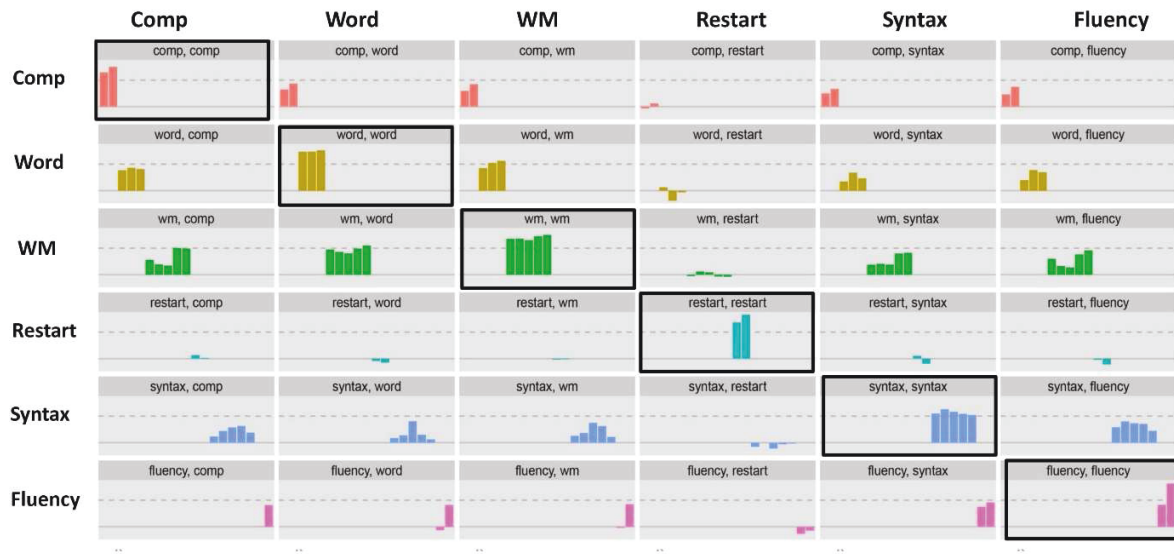 Comp Word WM Restart Syntax Fluency
Comp
comp, comp comp, word comp, wm comp, restart comp, syntax comp, fluency
Word
word, comp word, word word, wm word, restart word, syntax word, fluency
WM
wm, comp wm, word wm, wm wm, restart wm, syntax wm, fluency
Restart
restart, comp restart, word restart, wm restart, restart restart, syntax restart, fluency
Syntax
syntax, comp syntax, word syntax, wm syntax, restart syntax, syntax syntax, fluency
Fluency
fluency, comp fluency, word fluency, wm fluency, restart fluency, syntax fluency, fluency